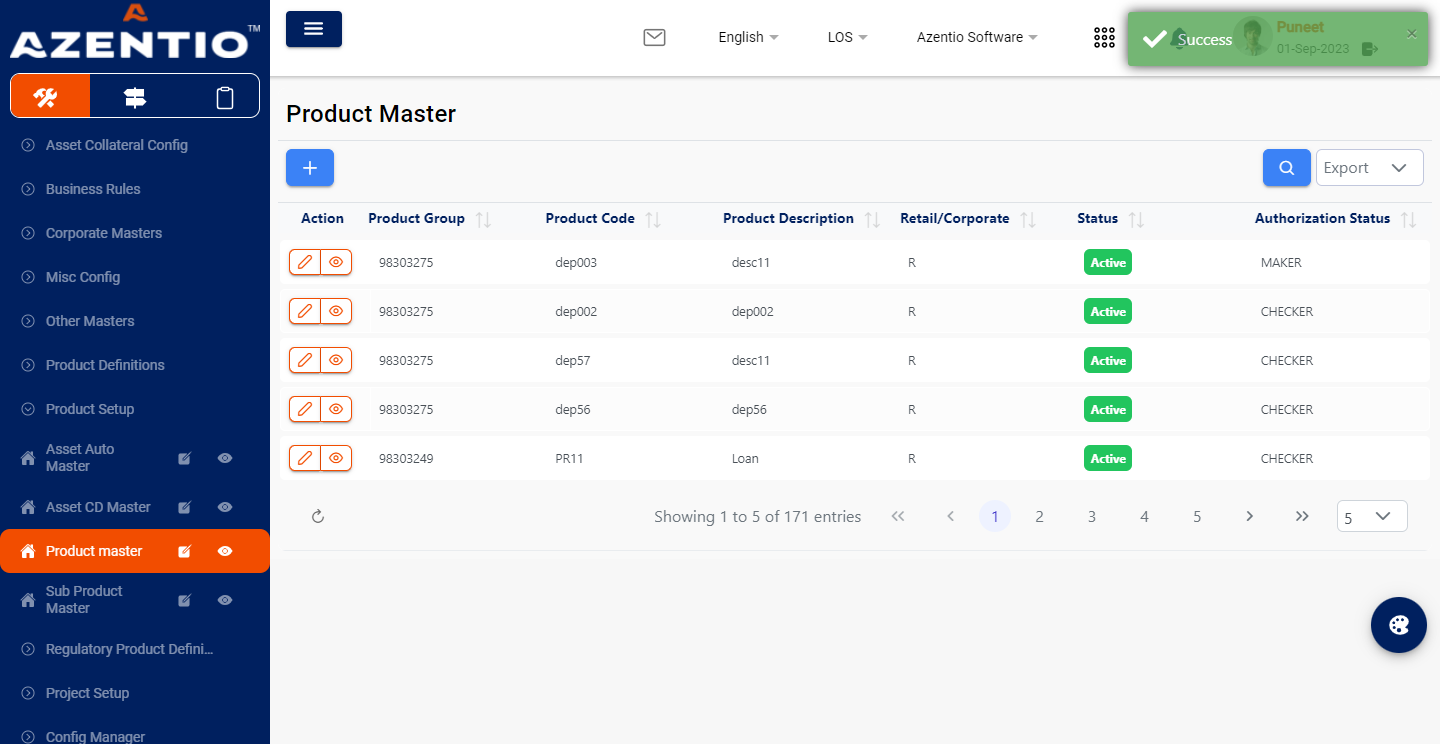 AZENTIO™
English
LOS
Azentio Software
Success
Puneet
01-Sep-2023
Asset Collateral Config
Business Rules
Corporate Masters
Misc Config
Other Masters
Product Definitions
Product Setup
Asset Auto
Master
Asset CD Master
Product master
Sub Product
Master
Regulatory Product Defini...
Project Setup
Config Manager
Product Master
Export
Action Product Group Product Code Product Description Retail/Corporate Status Authorization Status
98303275 dep003 desc11 R Active MAKER
98303275 dep002 dep002 R Active CHECKER
98303275 dep57 desc11 R Active CHECKER
98303275 dep56 dep56 R Active CHECKER
98303249 PR11 Loan R Active CHECKER
Showing 1 to 5 of 171 entries 1 2 3 4 5 5